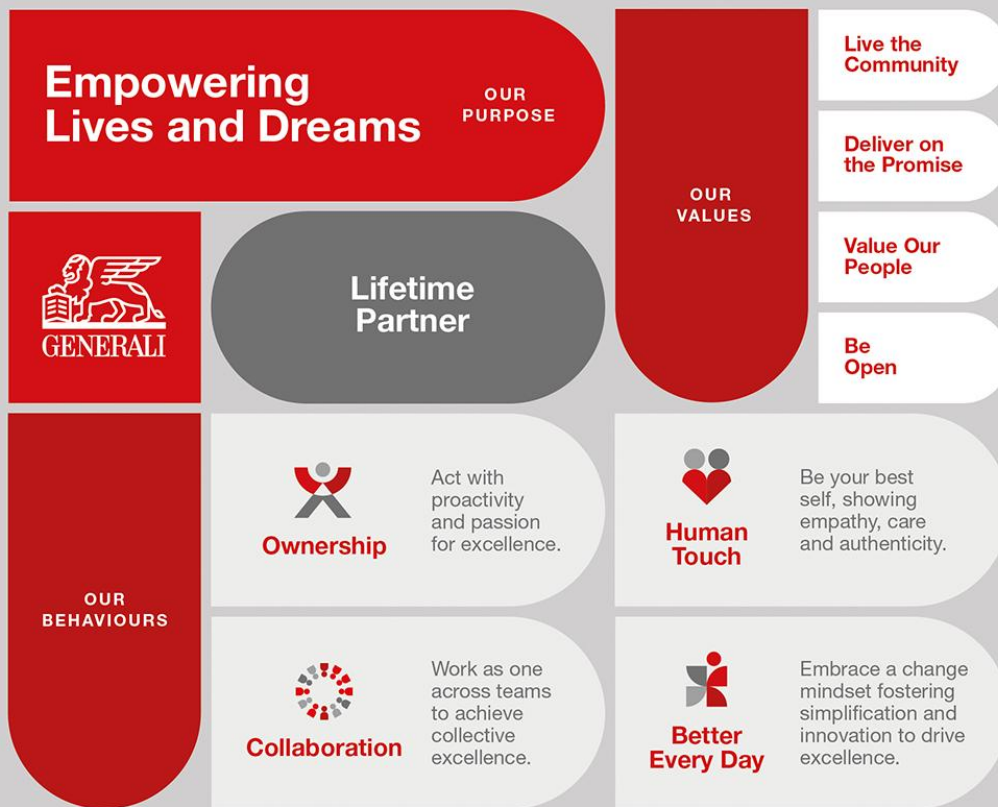 Empowering
Lives and Dreams
OUR
PURPOSE
OUR
VALUES
Live the
Community
Deliver on
the Promise
Value Our
People
Be
Open
GENERALI
Lifetime
Partner
OUR
BEHAVIOURS
Ownership
Act with
proactivity
and passion
for excellence.
Human
Touch
Be your best
self, showing
empathy, care
and authenticity.
Collaboration
Work as one
across teams
to achieve
collective
excellence.
Better
Every Day
Embrace a change
mindset fostering
simplification and
innovation to drive
excellence.